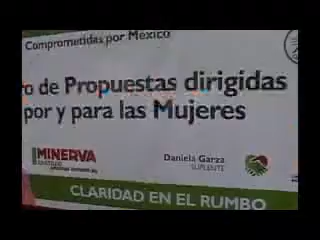 Comprometidas por México
o de Propuestas dirigidas
por y para las Mujeres
MINERVA
Daniela Garza
SUPLENTE
CLARIDAD EN EL RUMBO